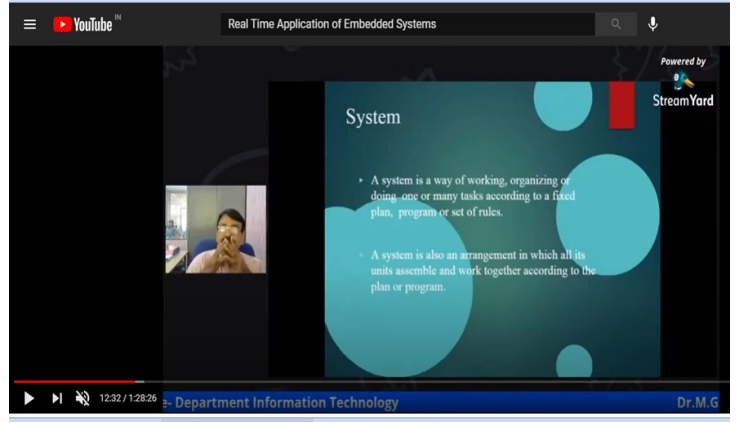 YouTube IN
Real Time Application of Embedded Systems
Powered by
StreamYard
System
A system is a way of working, organizing or
doing one or many tasks according to a fixed
plan, program or set of rules.
A system is also an arrangement in which all its
units assemble and work together according to the
plan or program.
12:32 / 1:28:26
e- Department Information Technology
Dr.M.G